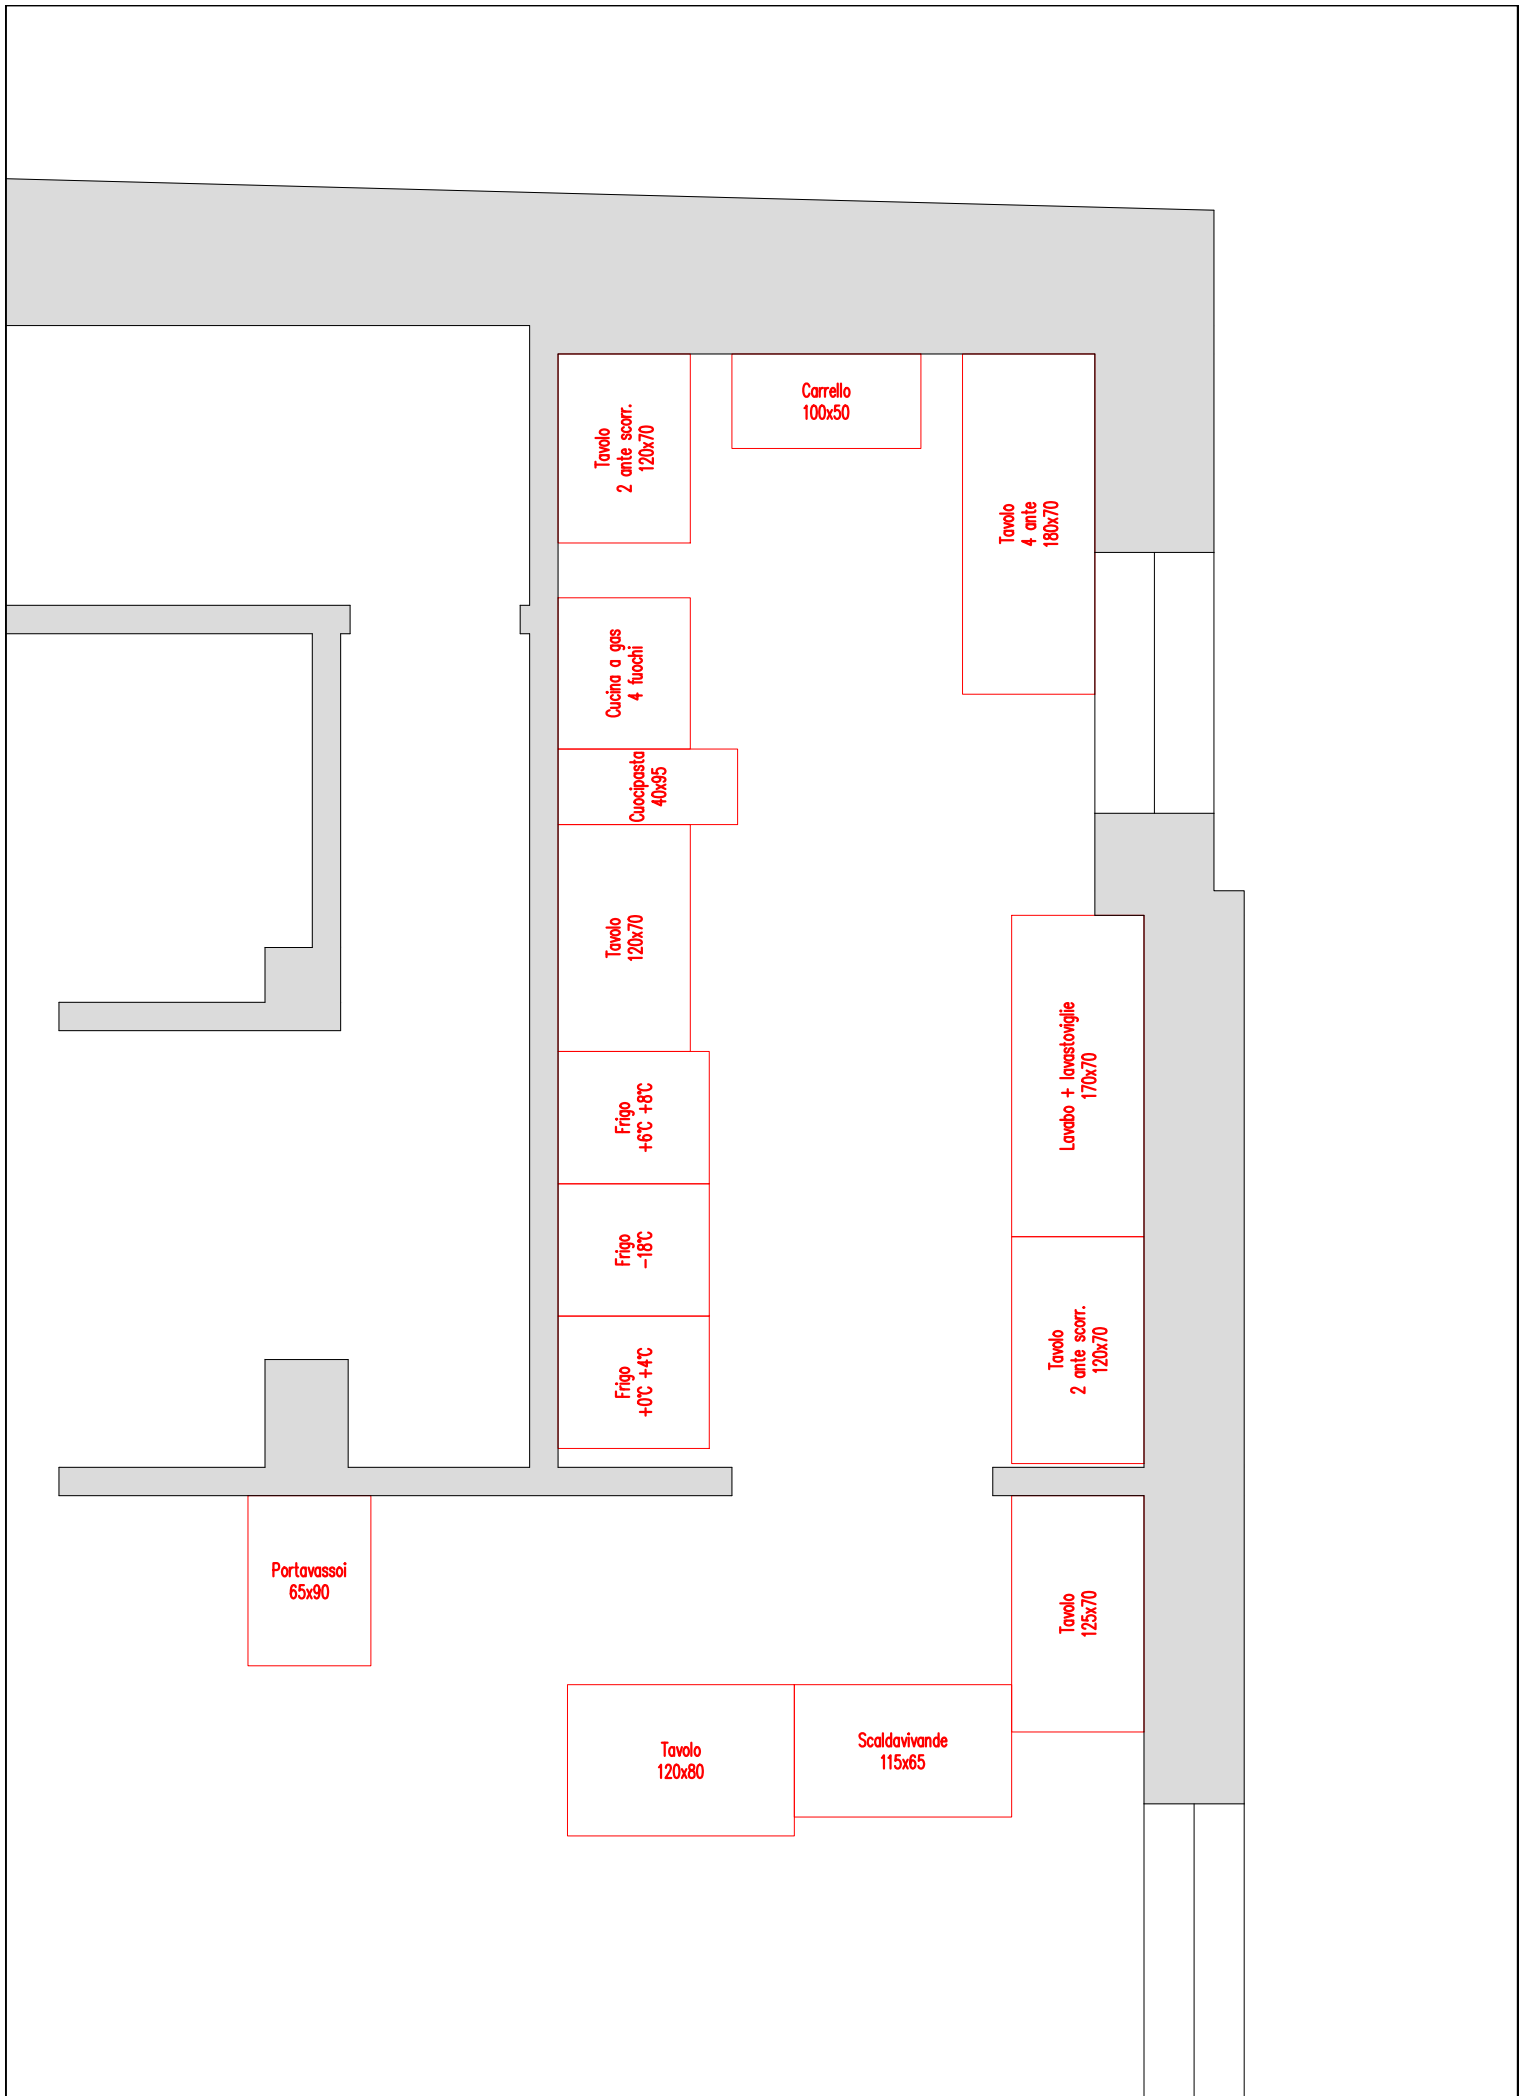 Tavolo
2 ante scorr.
120x70
Carrello
100x50
Tavolo
4 ante
180x70
Cucina a gas
4 fuochi
Cuocipasta
40x95
Tavolo
120x70
Frigo
+6°C +8°C
Frigo
-18°C
Frigo
+0°C +4°C
Lavabo + lavastoviglie
170x70
Tavolo
2 ante scorr.
120x70
Portavassoi
65x90
Tavolo
125x70
Tavolo
120x80
Scaldavivande
115x65